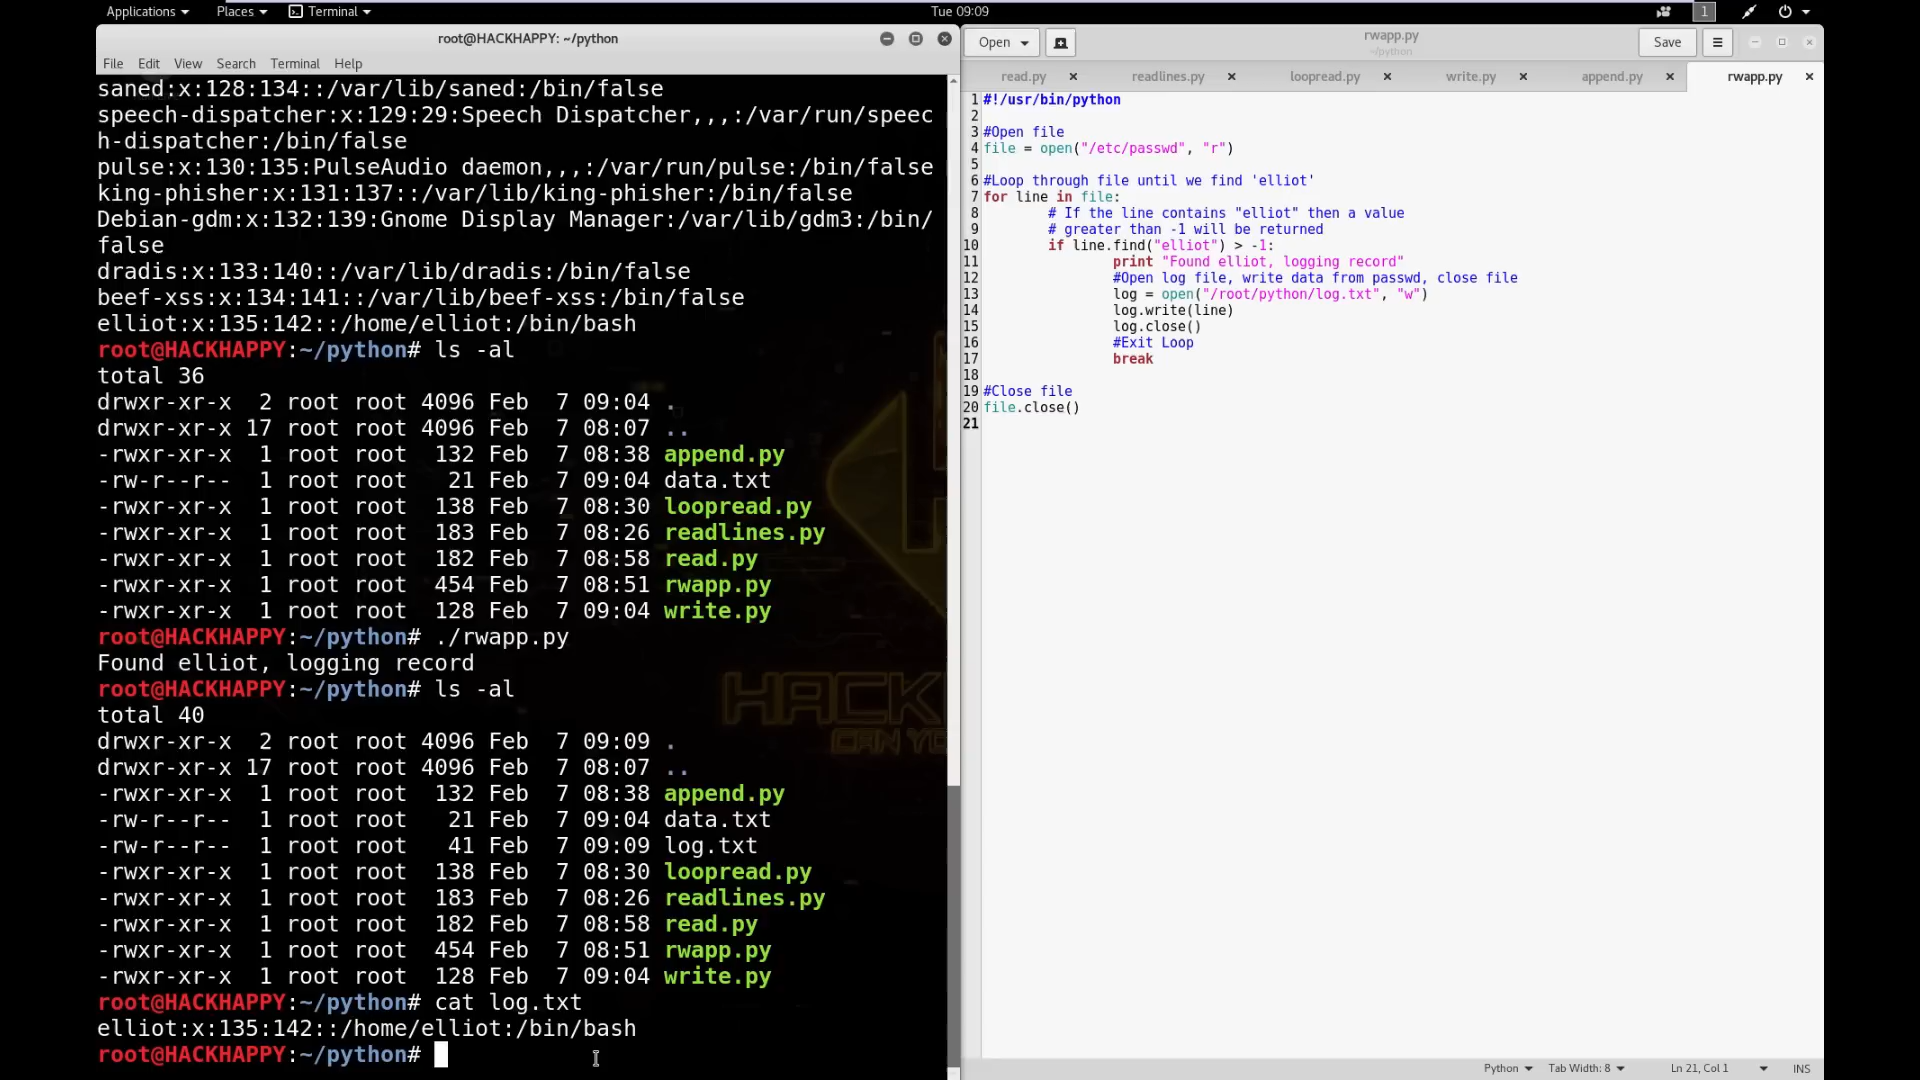 Applications Places Terminal Tue 09:09 1
root@HACKHAPPY: ~/python
File Edit View Search Terminal Help
saned:x:128:134::/var/lib/saned:/bin/false
speech-dispatcher:x:129:29:Speech Dispatcher,,,:/var/run/speec
h-dispatcher:/bin/false
pulse:x:130:135:PulseAudio daemon,,,:/var/run/pulse:/bin/false
king-phisher:x:131:137::/var/lib/king-phisher:/bin/false
Debian-gdm:x:132:139:Gnome Display Manager:/var/lib/gdm3:/bin/
false
dradis:x:133:140::/var/lib/dradis:/bin/false
beef-xss:x:134:141::/var/lib/beef-xss:/bin/false
elliot:x:135:142::/home/elliot:/bin/bash
root@HACKHAPPY:~/python# ls -al
total 36
drwxr-xr-x  2 root root 4096 Feb  7 09:04 .
drwxr-xr-x 17 root root 4096 Feb  7 08:07 ..
-rwxr-xr-x  1 root root  132 Feb  7 08:38 append.py
-rw-r--r--  1 root root   21 Feb  7 09:04 data.txt
-rwxr-xr-x  1 root root  138 Feb  7 08:30 loopread.py
-rwxr-xr-x  1 root root  183 Feb  7 08:26 readlines.py
-rwxr-xr-x  1 root root  182 Feb  7 08:58 read.py
-rwxr-xr-x  1 root root  454 Feb  7 08:51 rwapp.py
-rwxr-xr-x  1 root root  128 Feb  7 09:04 write.py
root@HACKHAPPY:~/python# ./rwapp.py
Found elliot, logging record
root@HACKHAPPY:~/python# ls -al
total 40
drwxr-xr-x  2 root root 4096 Feb  7 09:09 .
drwxr-xr-x 17 root root 4096 Feb  7 08:07 ..
-rwxr-xr-x  1 root root  132 Feb  7 08:38 append.py
-rw-r--r--  1 root root   21 Feb  7 09:04 data.txt
-rw-r--r--  1 root root   41 Feb  7 09:09 log.txt
-rwxr-xr-x  1 root root  138 Feb  7 08:30 loopread.py
-rwxr-xr-x  1 root root  183 Feb  7 08:26 readlines.py
-rwxr-xr-x  1 root root  182 Feb  7 08:58 read.py
-rwxr-xr-x  1 root root  454 Feb  7 08:51 rwapp.py
-rwxr-xr-x  1 root root  128 Feb  7 09:04 write.py
root@HACKHAPPY:~/python# cat log.txt
elliot:x:135:142::/home/elliot:/bin/bash
root@HACKHAPPY:~/python#
Open rwapp.py Save
~/python
read.py readlines.py loopread.py write.py append.py rwapp.py
1 #!/usr/bin/python
2
3 #Open file
4 file = open("/etc/passwd", "r")
5
6 #Loop through file until we find 'elliot'
7 for line in file:
8         # If the line contains "elliot" then a value
9         # greater than -1 will be returned
10         if line.find("elliot") > -1:
11                 print "Found elliot, logging record"
12                 #Open log file, write data from passwd, close file
13                 log = open("/root/python/log.txt", "w")
14                 log.write(line)
15                 log.close()
16                 #Exit Loop
17                 break
18
19 #Close file
20 file.close()
21
Python Tab Width: 8 Ln 21, Col 1 INS